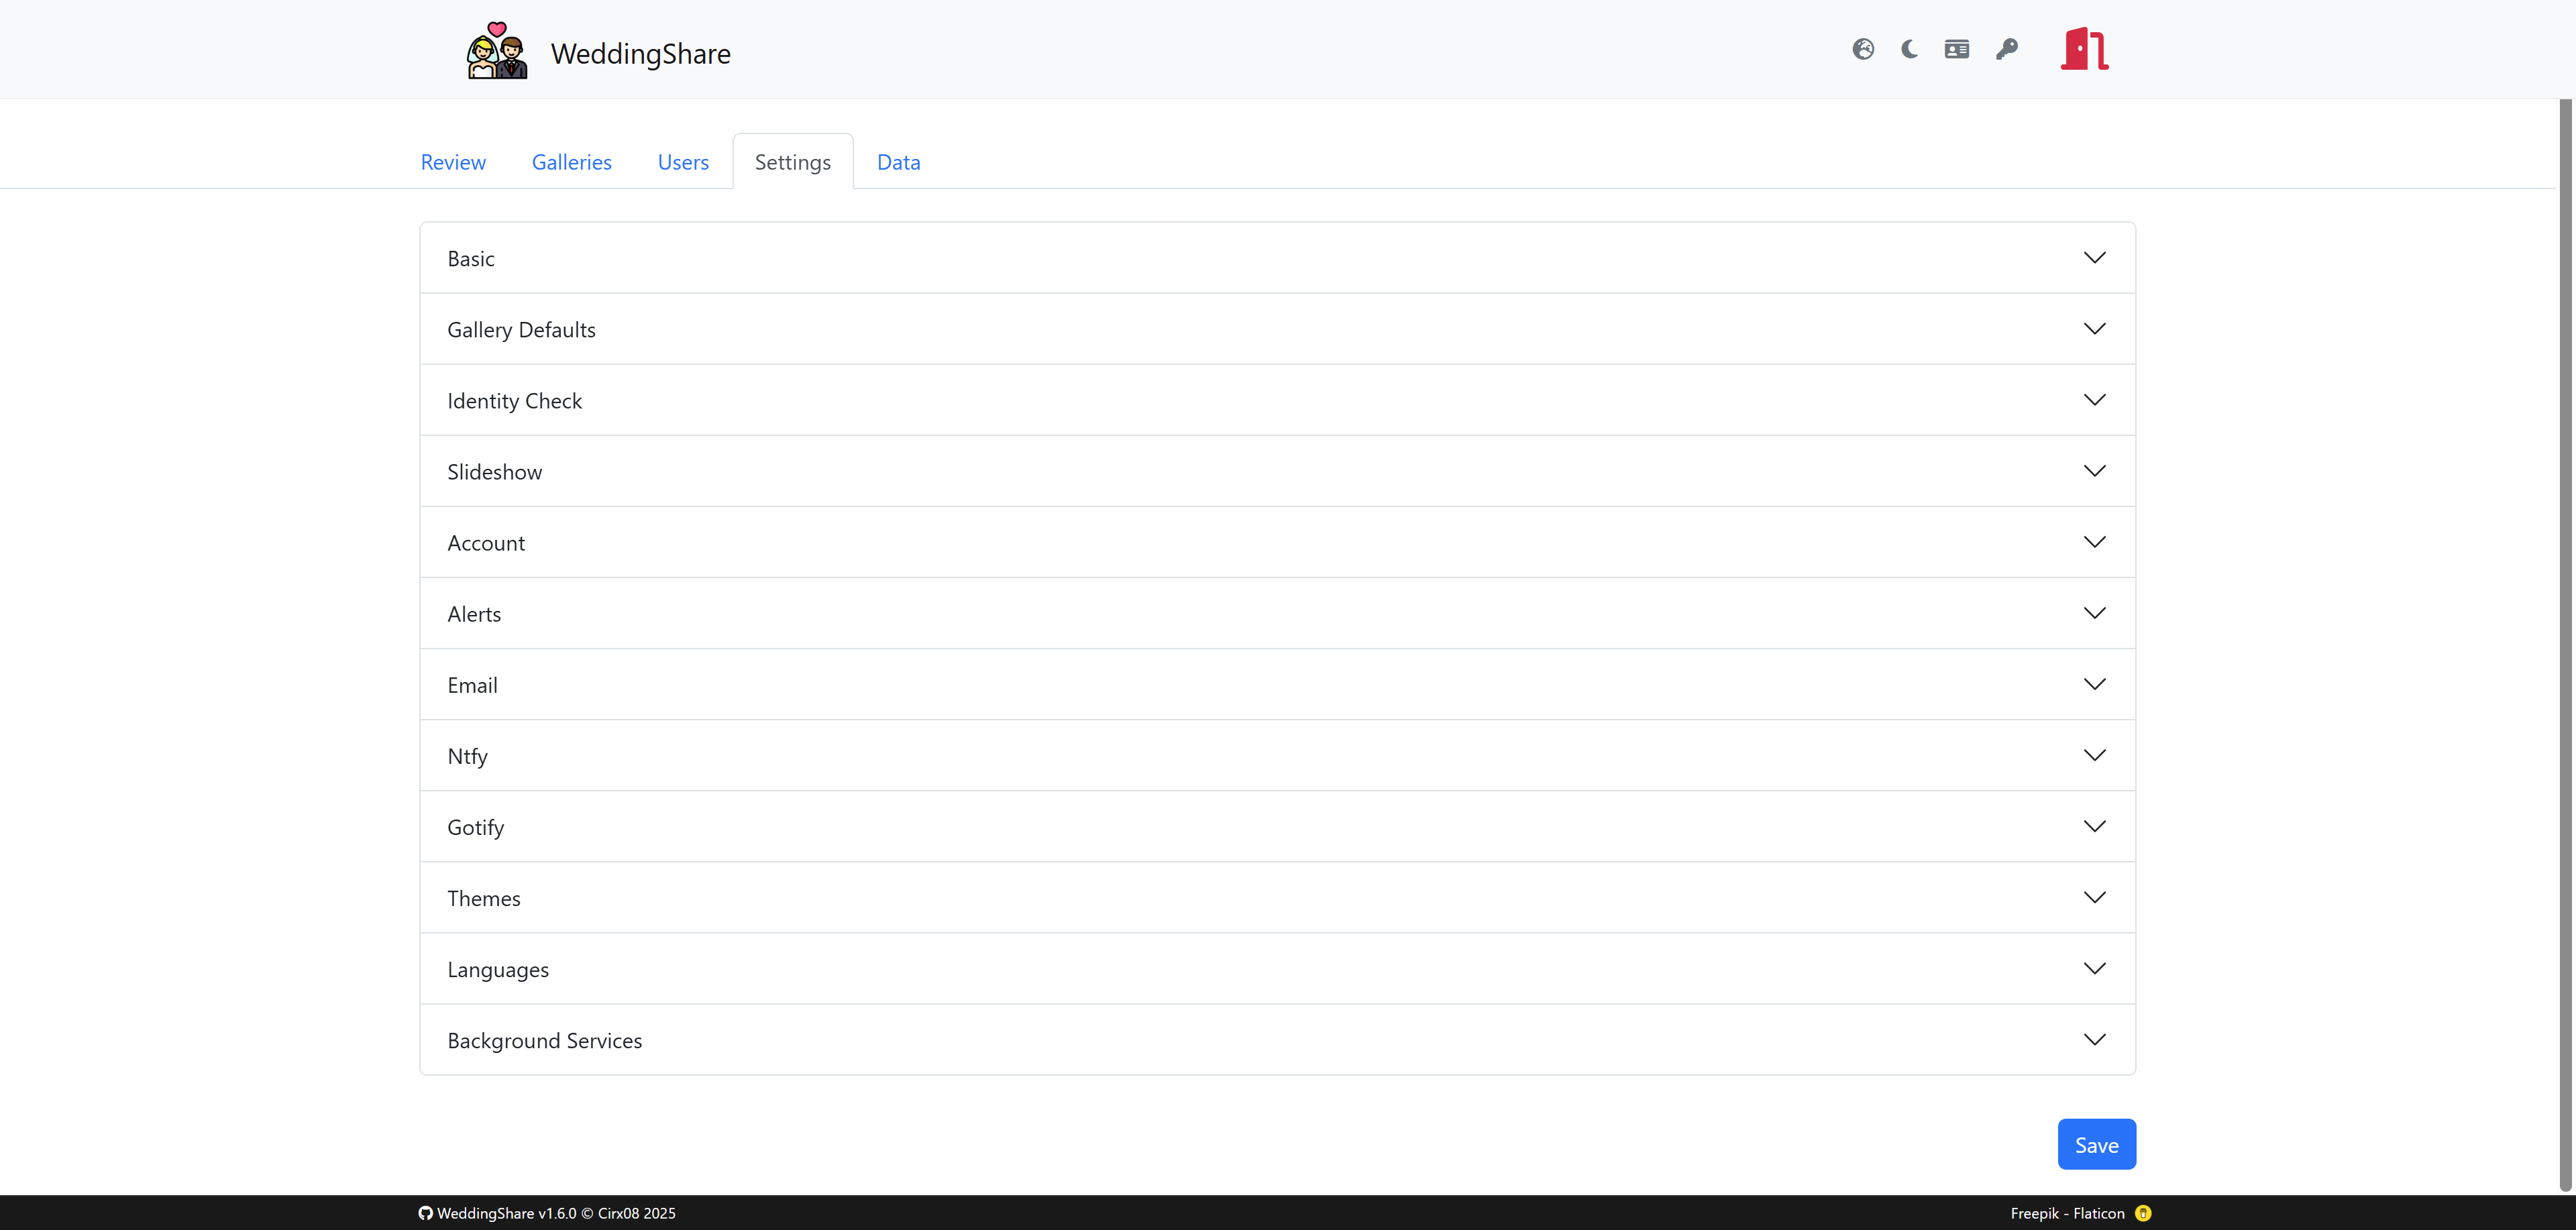 WeddingShare
Review Galleries Users Settings Data
Basic
Gallery Defaults
Identity Check
Slideshow
Account
Alerts
Email
Ntfy
Gotify
Themes
Languages
Background Services
Save
WeddingShare v1.6.0 © Cirx08 2025
Freepik - Flaticon